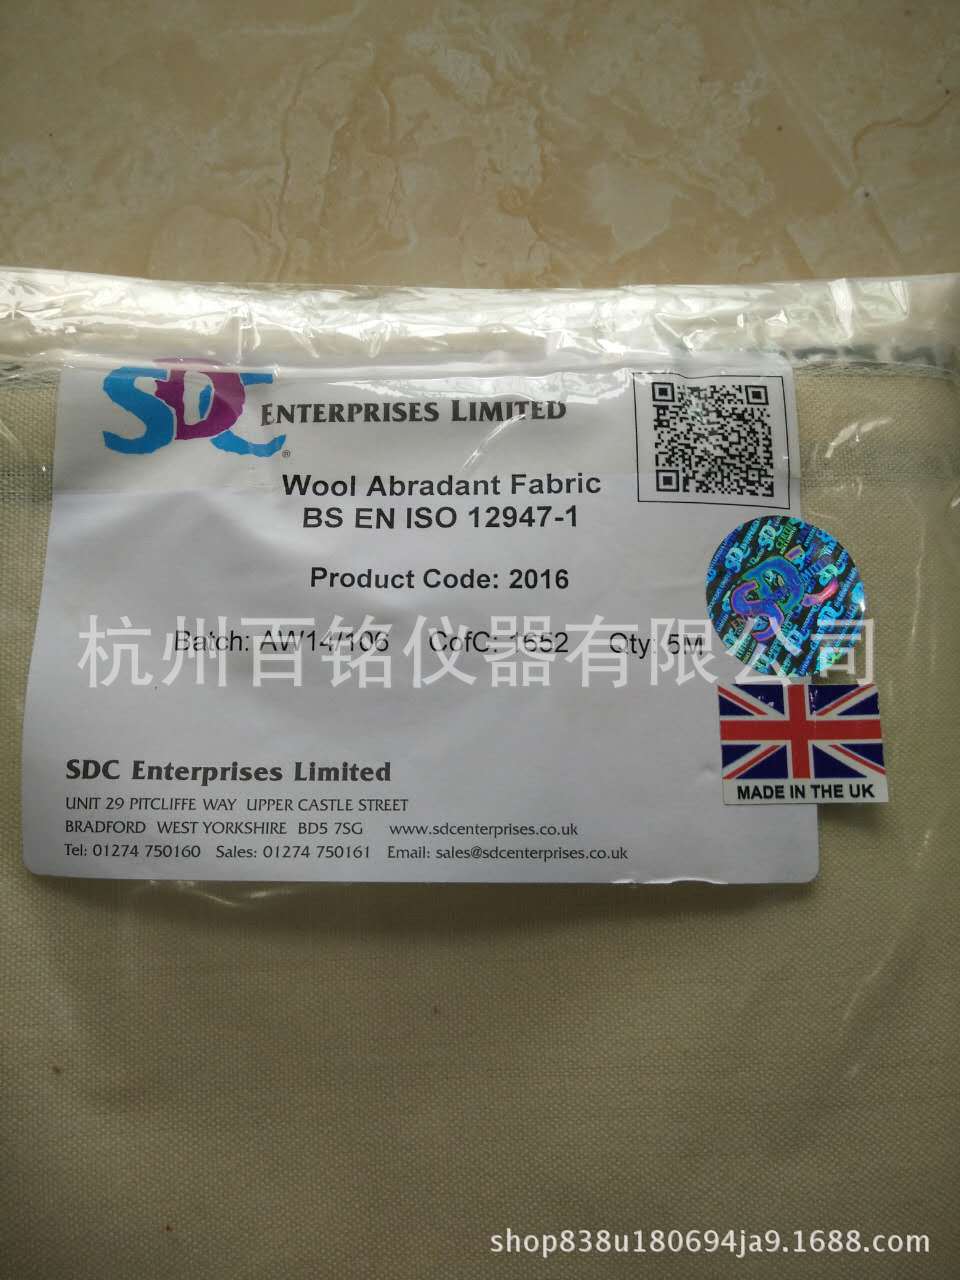 SDC ENTERPRISES LIMITED
®
Wool Abradant Fabric
BS EN ISO 12947-1
Product Code: 2016
Batch: AW14/106 CofC: 1652 Qty: 5M
杭州百铭仪器有限公司
MADE IN THE UK
SDC Enterprises Limited
UNIT 29 PITCLIFFE WAY UPPER CASTLE STREET
BRADFORD WEST YORKSHIRE BD5 7SG www.sdcenterprises.co.uk
Tel: 01274 750160 Sales: 01274 750161 Email: sales@sdcenterprises.co.uk
shop838u180694ja9.1688.com